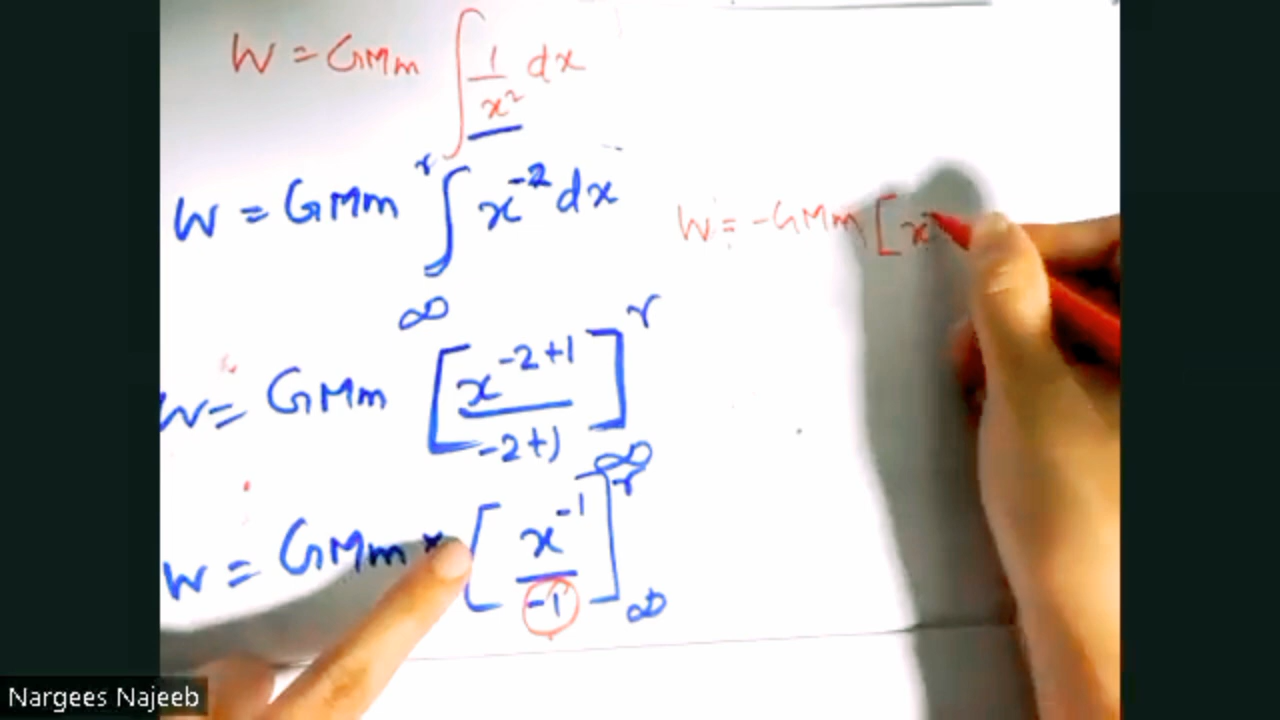 W = GMm ∫ 1/x² dx
W = GMm ∫_∞^r x⁻² dx
W = GMm [x⁻²⁺¹/-2+1]_∞^r
W = GMm × [x⁻¹/-1]_∞^r
W = -GMm [x
Nargees Najeeb